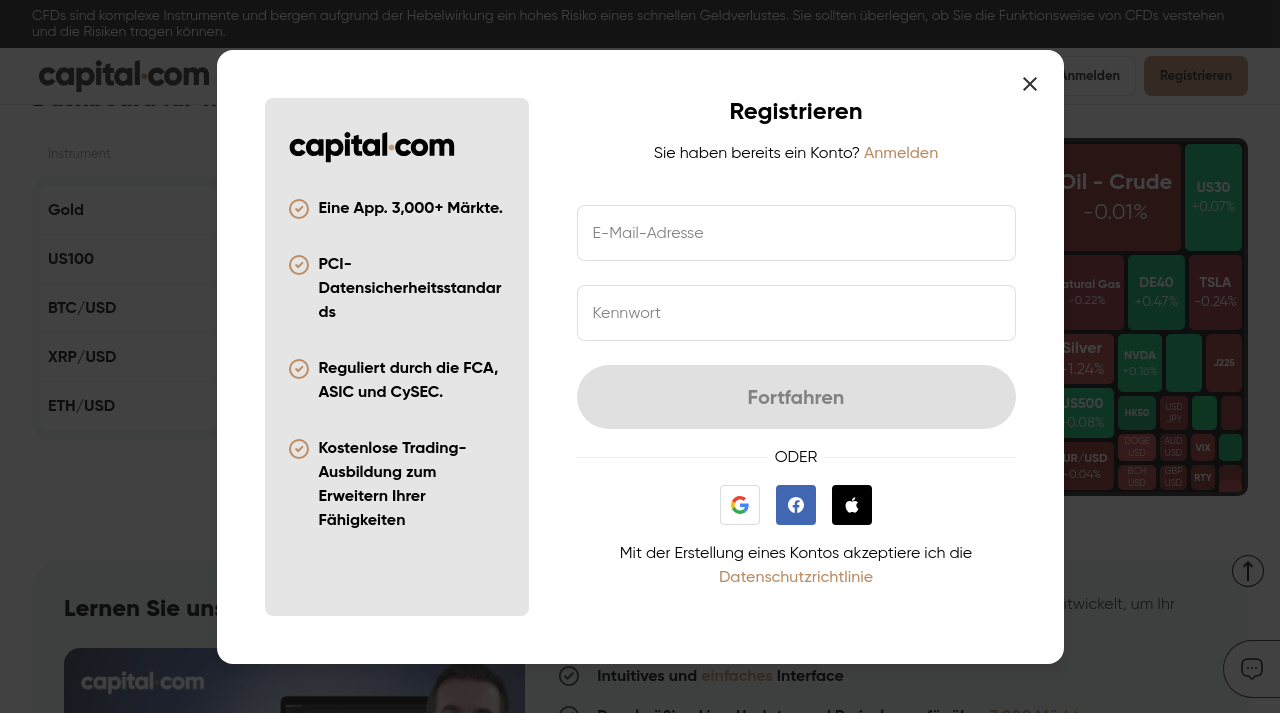 CFDs sind komplexe Instrumente und bergen aufgrund der Hebelwirkung ein hohes Risiko eines schnellen Geldverlustes. Sie sollten überlegen, ob Sie die Funktionsweise von CFDs verstehen
und die Risiken tragen können.
capital.com
Anmelden
Registrieren
Instrument
Gold
US100
BTC/USD
XRP/USD
ETH/USD
capital.com
Eine App. 3,000+ Märkte.
PCI-
Datensicherheitsstandar
ds
Reguliert durch die FCA,
ASIC und CySEC.
Kostenlose Trading-
Ausbildung zum
Erweitern Ihrer
Fähigkeiten
Registrieren
Sie haben bereits ein Konto? Anmelden
E-Mail-Adresse
Kennwort
Fortfahren
ODER
Mit der Erstellung eines Kontos akzeptiere ich die
Datenschutzrichtlinie
Oil - Crude
-0.01%
US30
+0.07%
Natural Gas
-0.22%
DE40
+0.47%
TSLA
-0.24%
Silver
-1.24%
NVDA
+0.16%
J225
US500
-0.08%
HK50
USD
JPY
EUR/USD
-0.04%
DOGE
USD
AUD
USD
VIX
BCH
USD
GBP
USD
RTY
Lernen Sie uns
entwickelt, um Ihr
capital.com
Intuitives und einfaches Interface